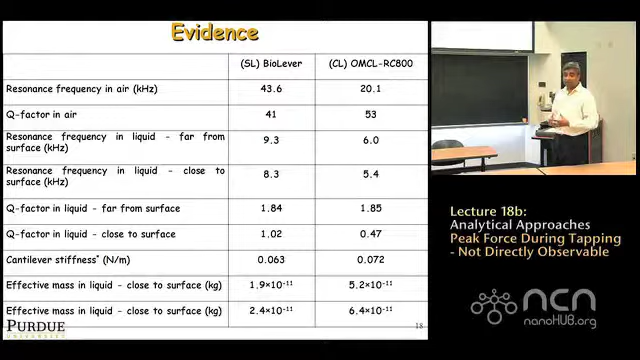 Evidence
(SL) BioLever (CL) OMCL-RC800
Resonance frequency in air (kHz) 43.6 20.1
Q-factor in air 41 53
Resonance frequency in liquid - far from
surface (kHz) 9.3 6.0
Resonance frequency in liquid - close to
surface (kHz) 8.3 5.4
Q-factor in liquid - far from surface 1.84 1.85
Q-factor in liquid - close to surface 1.02 0.47
Cantilever stiffness* (N/m) 0.063 0.072
Effective mass in liquid - close to surface (kg) 1.9×10⁻¹¹ 5.2×10⁻¹¹
Effective mass in liquid - close to surface (kg) 2.4×10⁻¹¹ 6.4×10⁻¹¹
PURDUE
UNIVERSITY
18
Lecture 18b:
Analytical Approaches
Peak Force During Tapping
- Not Directly Observable
ncn
nanoHUB.org